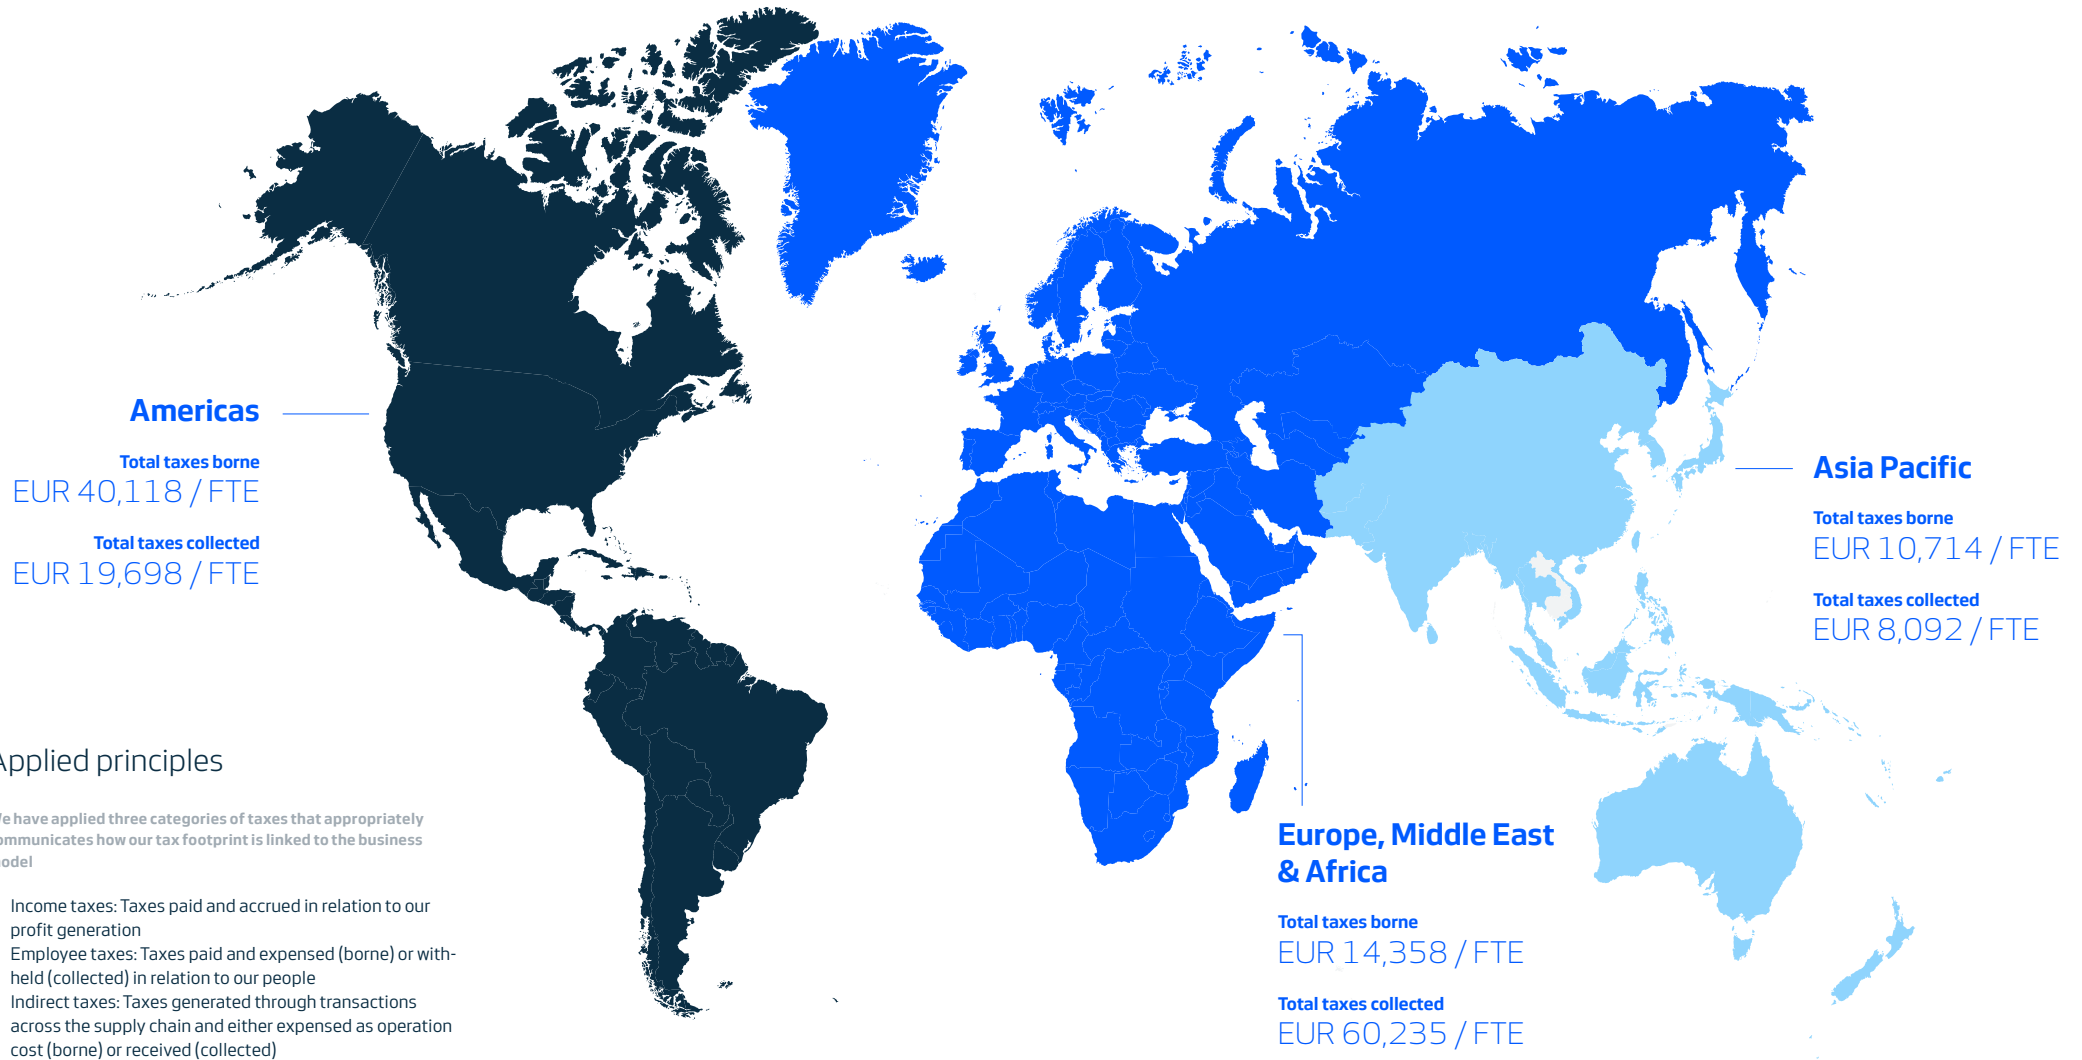 Americas
Total taxes borne
EUR 40,118 / FTE
Total taxes collected
EUR 19,698 / FTE
Asia Pacific
Total taxes borne
EUR 10,714 / FTE
Total taxes collected
EUR 8,092 / FTE
Europe, Middle East
& Africa
Total taxes borne
EUR 14,358 / FTE
Total taxes collected
EUR 60,235 / FTE
Applied principles
We have applied three categories of taxes that appropriately
communicates how our tax footprint is linked to the business
model
Income taxes: Taxes paid and accrued in relation to our
profit generation
Employee taxes: Taxes paid and expensed (borne) or with-
held (collected) in relation to our people
Indirect taxes: Taxes generated through transactions
across the supply chain and either expensed as operation
cost (borne) or received (collected)